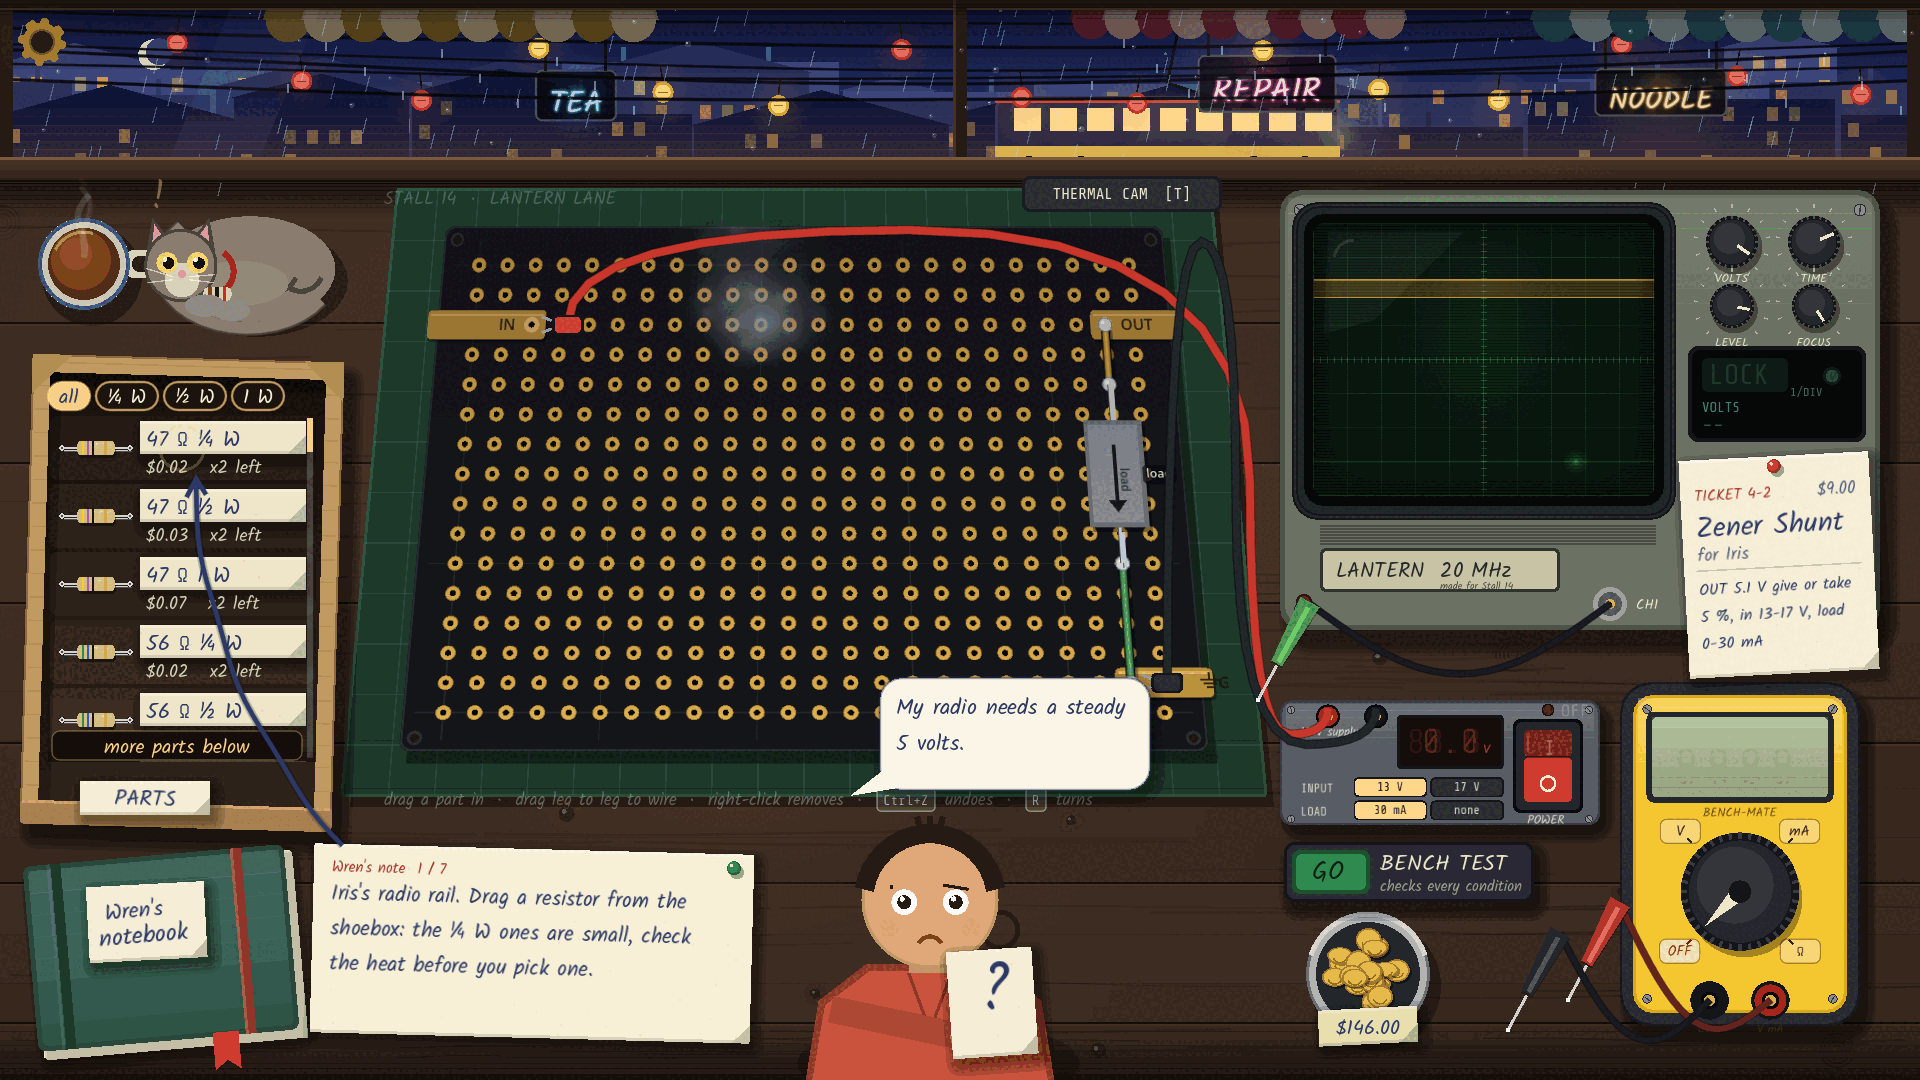 TEA
REPAIR
NOODLE
STALL 14 · LANTERN LANE
THERMAL CAM [T]
IN
OUT
load
G
all
¼ W
½ W
1 W
47 Ω ¼ W
$0.02 x2 left
47 Ω ½ W
$0.03 x2 left
47 Ω 1 W
$0.07 x2 left
56 Ω ¼ W
$0.02 x2 left
56 Ω ½ W
more parts below
PARTS
drag a part in · drag leg to leg to wire · right-click removes · Ctrl+Z undoes · R turns
My radio needs a steady
5 volts.
Wren's
notebook
Wren's note 1 / 7
Iris's radio rail. Drag a resistor from the
shoebox: the ¼ W ones are small, check
the heat before you pick one.
?
VOLTS
TIME
LEVEL
FOCUS
LOCK
1/DIV
VOLTS
--
LANTERN 20 MHz
made for Stall 14
CH1
TICKET 4-2 $9.00
Zener Shunt
for Iris
OUT 5.1 V give or take
5 %, in 13-17 V, load
0-30 mA
supply
0.0 V
INPUT 13 V 17 V
LOAD 30 mA none
POWER
GO
BENCH TEST
checks every condition
$146.00
BENCH-MATE
V
mA
OFF
Ω